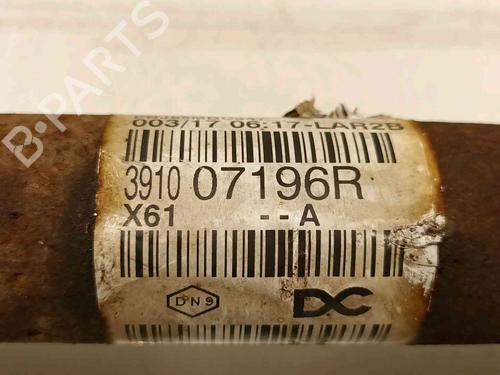 003/17 06:17-LAR2B
3910 07196R
X61 -- A
DN9 DC
B-PARTS